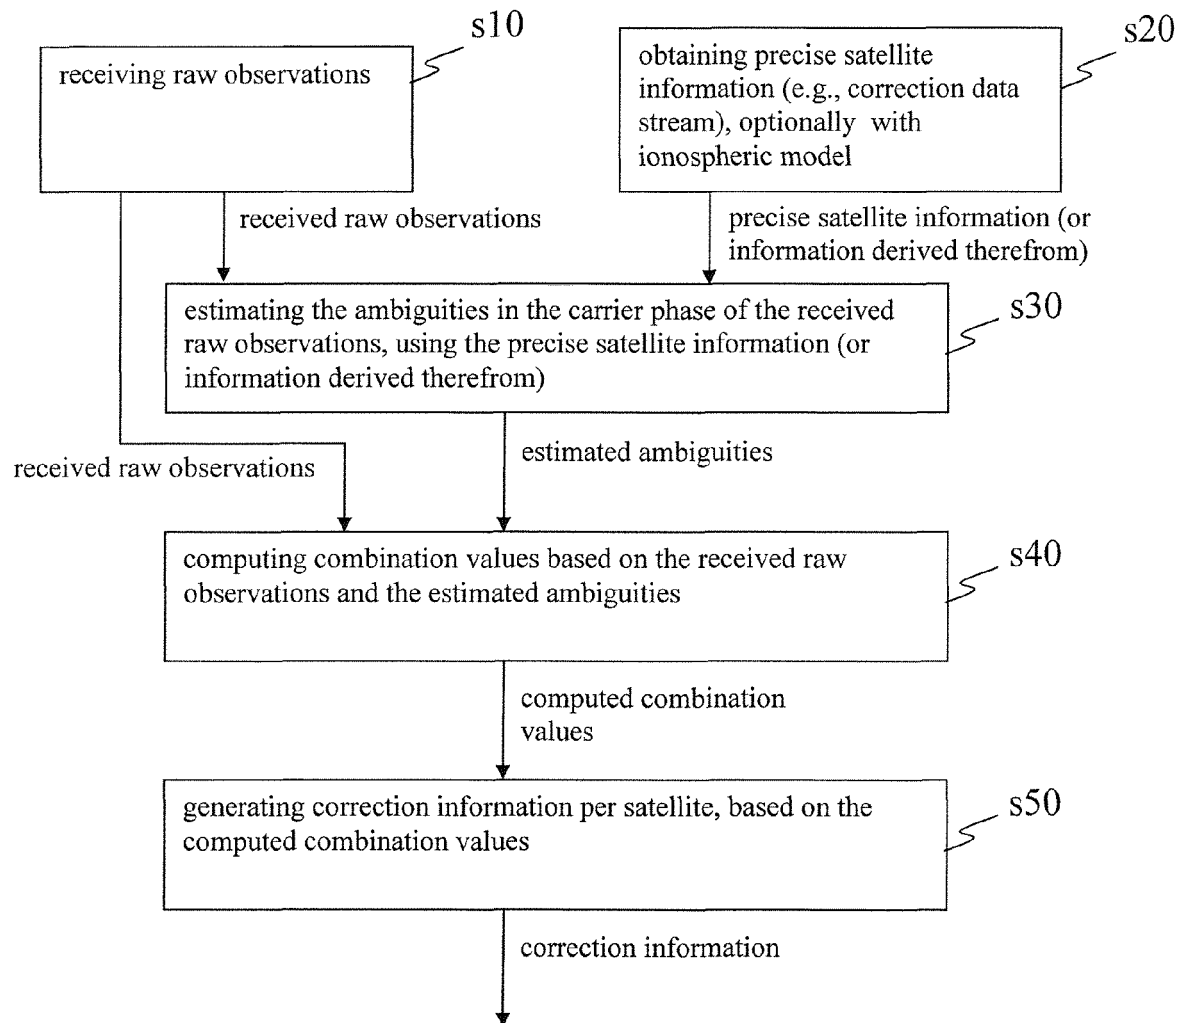 s10
receiving raw observations
s20
obtaining precise satellite
information (e.g., correction data
stream), optionally with
ionospheric model
received raw observations
precise satellite information (or
information derived therefrom)
s30
estimating the ambiguities in the carrier phase of the received
raw observations, using the precise satellite information (or
information derived therefrom)
received raw observations
estimated ambiguities
s40
computing combination values based on the received raw
observations and the estimated ambiguities
computed combination
values
s50
generating correction information per satellite, based on the
computed combination values
correction information